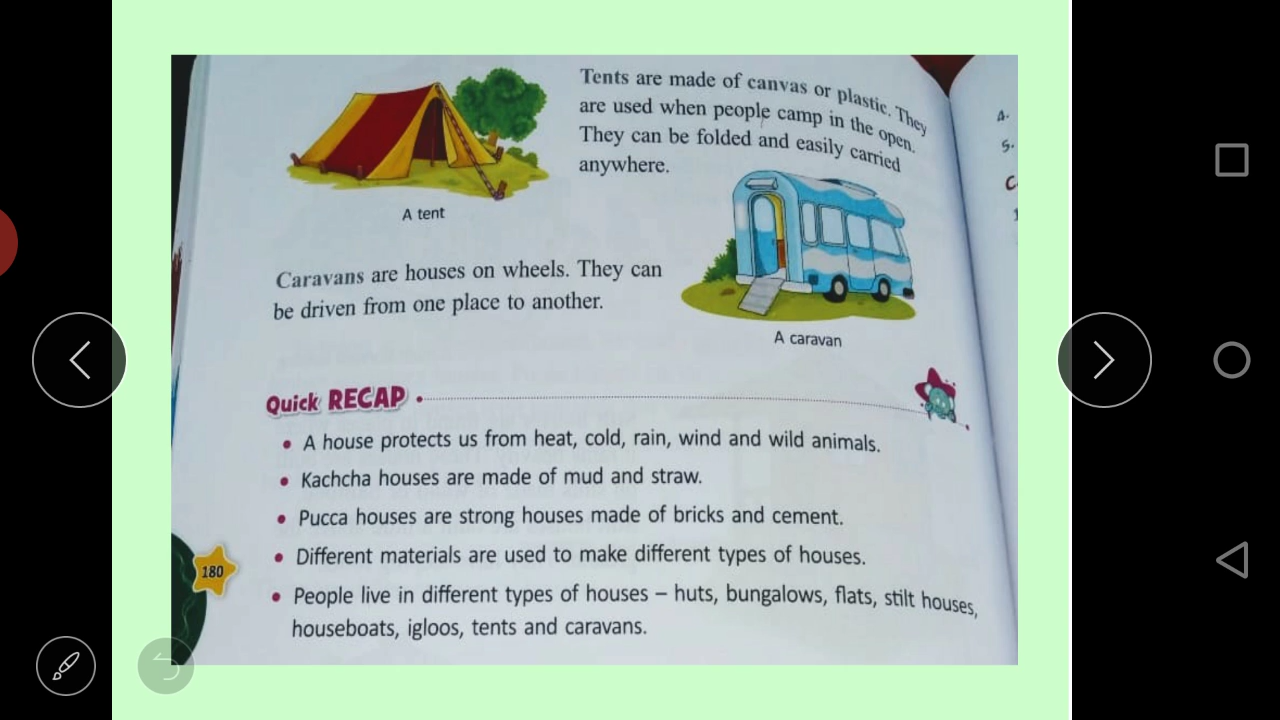 Tents are made of canvas or plastic. They
are used when people camp in the open.
They can be folded and easily carried
anywhere.
A tent
Caravans are houses on wheels. They can
be driven from one place to another.
A caravan
Quick RECAP
• A house protects us from heat, cold, rain, wind and wild animals.
• Kachcha houses are made of mud and straw.
• Pucca houses are strong houses made of bricks and cement.
• Different materials are used to make different types of houses.
• People live in different types of houses – huts, bungalows, flats, stilt houses,
houseboats, igloos, tents and caravans.
180
4.
5.
C.